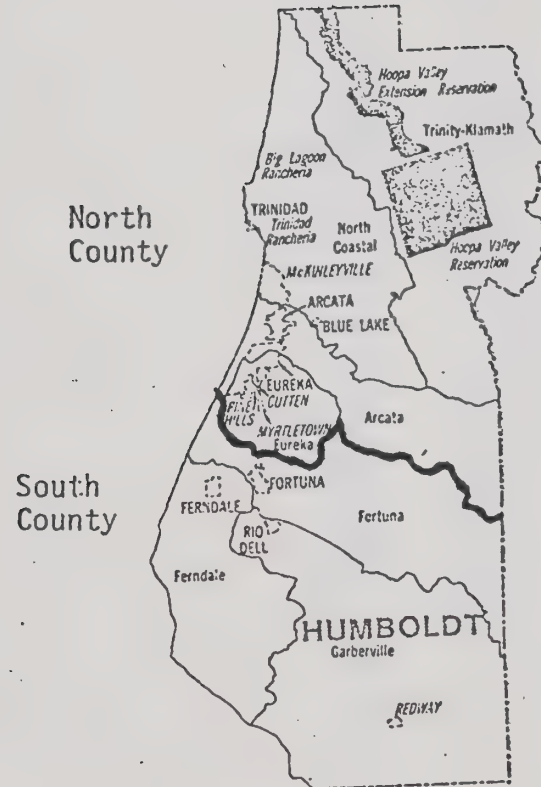 Hoopa Valley
Extension Reservation
Trinity-Klamath
Big Lagoon
Rancheria
North
County
TRINIDAD
Trinidad
Rancheria
North
Coastal
Hoopa Valley
Reservation
McKINLEYVILLE
ARCATA
BLUE LAKE
EUREKA
CUTTEN
PINE
HILLS
Arcata
MYRTLETOWN
Eureka
South
County
FORTUNA
FERNDALE
Fortuna
RIO
DELL
Ferndale
HUMBOLDT
Garberville
REDWAY